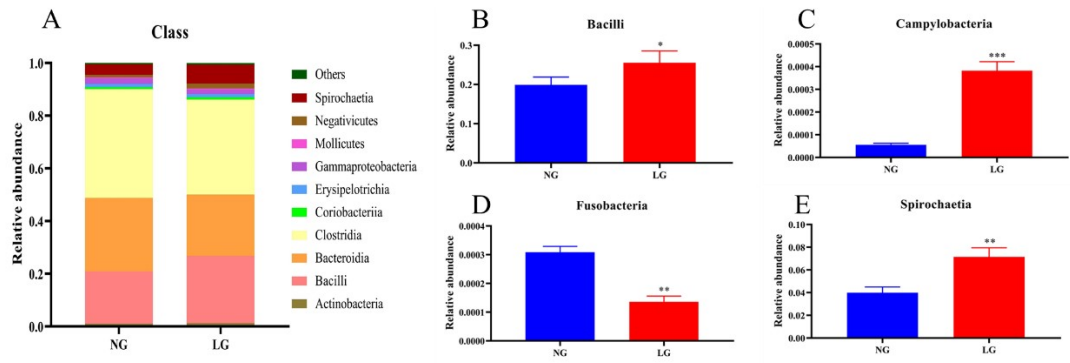 A
Class
Relative abundance
1.0
0.8
0.6
0.4
0.2
0.0
NG
LG
Others
Spirochaetia
Negativicutes
Mollicutes
Gammaproteobacteria
Erysipelotrichia
Coriobacteriia
Clostridia
Bacteroidia
Bacilli
Actinobacteria
B
Bacilli
Relative abundance
0.3
0.2
0.1
0.0
*
NG
LG
C
Campylobacteria
Relative abundance
0.0005
0.0004
0.0003
0.0002
0.0001
0.0000
***
NG
LG
D
Fusobacteria
Relative abundance
0.0004
0.0003
0.0002
0.0001
0.0000
**
NG
LG
E
Spirochaetia
Relative abundance
0.10
0.08
0.06
0.04
0.02
0.00
**
NG
LG